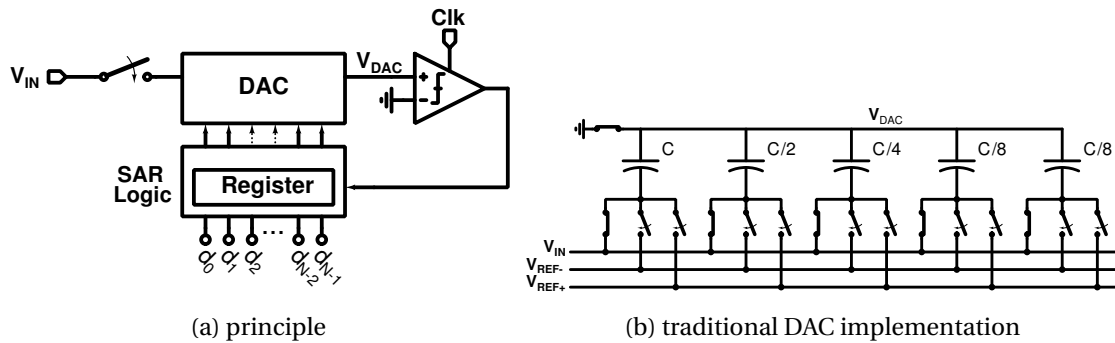 Clk
V_IN
DAC
V_DAC
+
−
SAR
Logic
Register
d_0 d_1 d_2 ... d_N-2 d_N-1
(a) principle
V_DAC
C C/2 C/4 C/8 C/8
V_IN
V_REF-
V_REF+
(b) traditional DAC implementation